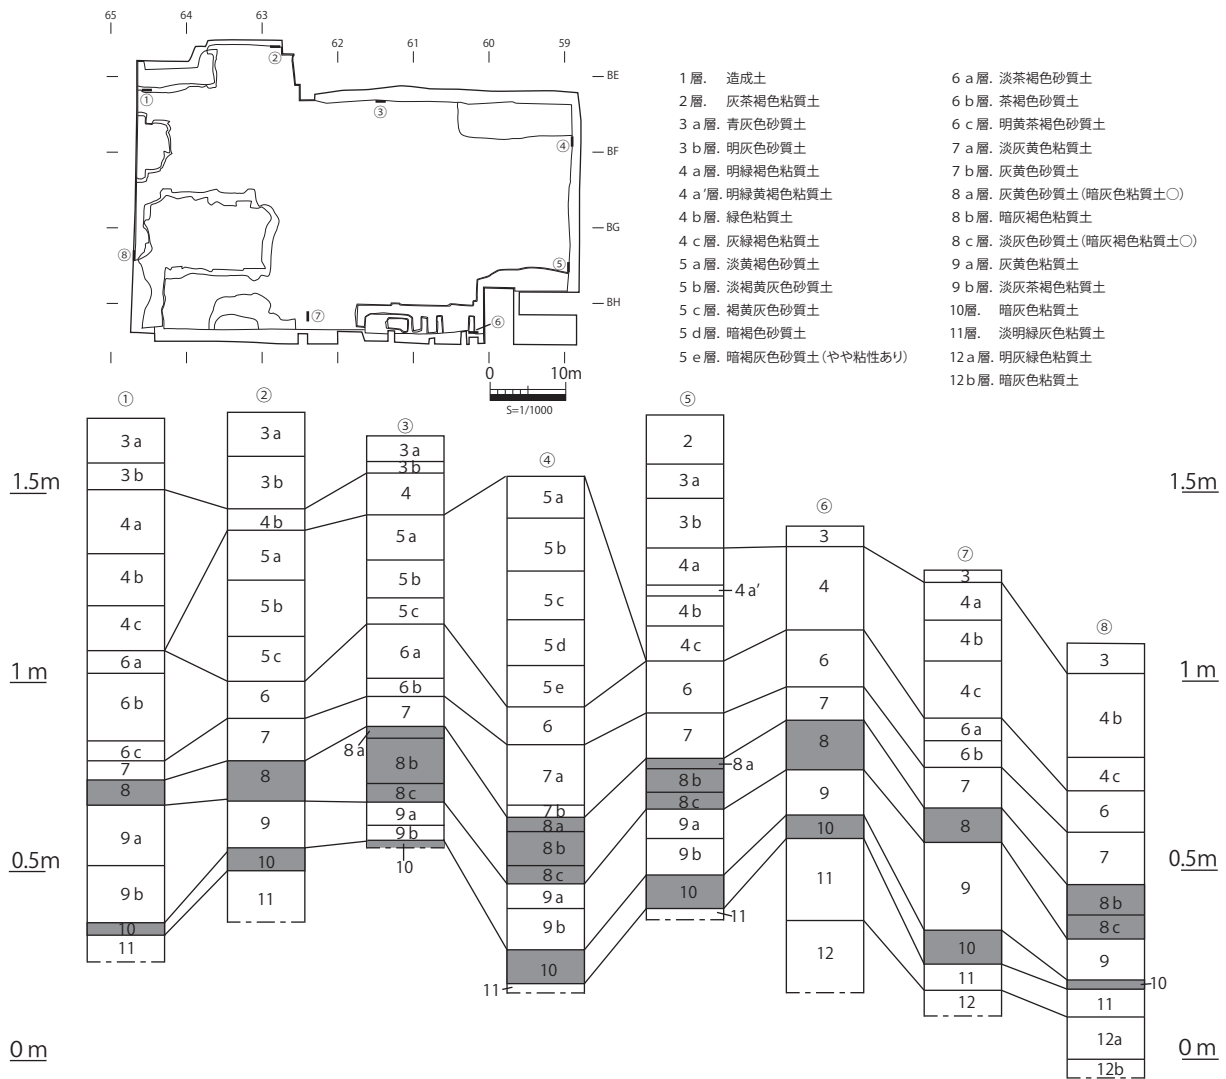 65
64
63
62
61
60
59
②
BE
①
③
④
BF
BG
⑧
⑤
BH
⑦
⑥
0 10m
S=1/1000
1層. 造成土
2層. 灰茶褐色粘質土
3a層. 青灰色砂質土
3b層. 明灰色砂質土
4a層. 明緑褐色粘質土
4a'層. 明緑黄褐色粘質土
4b層. 緑色粘質土
4c層. 灰緑褐色粘質土
5a層. 淡黄褐色砂質土
5b層. 淡褐黄灰色砂質土
5c層. 褐黄灰色砂質土
5d層. 暗褐色砂質土
5e層. 暗褐灰色砂質土(やや粘性あり)
6a層. 淡茶褐色砂質土
6b層. 茶褐色砂質土
6c層. 明黄茶褐色砂質土
7a層. 淡灰黄色粘質土
7b層. 灰黄色粘質土
8a層. 灰黄色砂質土(暗灰色粘質土○)
8b層. 暗灰褐色粘質土
8c層. 淡灰色砂質土(暗灰褐色粘質土○)
9a層. 灰黄色粘質土
9b層. 淡灰茶褐色粘質土
10層. 暗灰色粘質土
11層. 淡明緑灰色粘質土
12a層. 明灰緑色粘質土
12b層. 暗灰色粘質土
1.5m
1m
0.5m
0m
①
3a
3b
4a
4b
4c
6a
6b
6c
7
8
9a
9b
10
11
②
3a
3b
4b
5a
5b
5c
6
7
8
9
10
11
③
3a
3b
4
5a
5b
5c
6a
6b
7
8a
8b
8c
9a
9b
10
④
5a
5b
5c
5d
5e
6
7a
7b
8a
8b
8c
9a
9b
10
11
⑤
2
3a
3b
4a
4a'
4b
4c
6
7
8a
8b
8c
9a
9b
10
11
⑥
3
4
6
7
8
9
10
11
12
⑦
3
4a
4b
4c
6a
6b
7
8
9
10
11
12
⑧
3
4b
4c
6
7
8b
8c
9
10
11
12a
12b
1.5m
1m
0.5m
0m